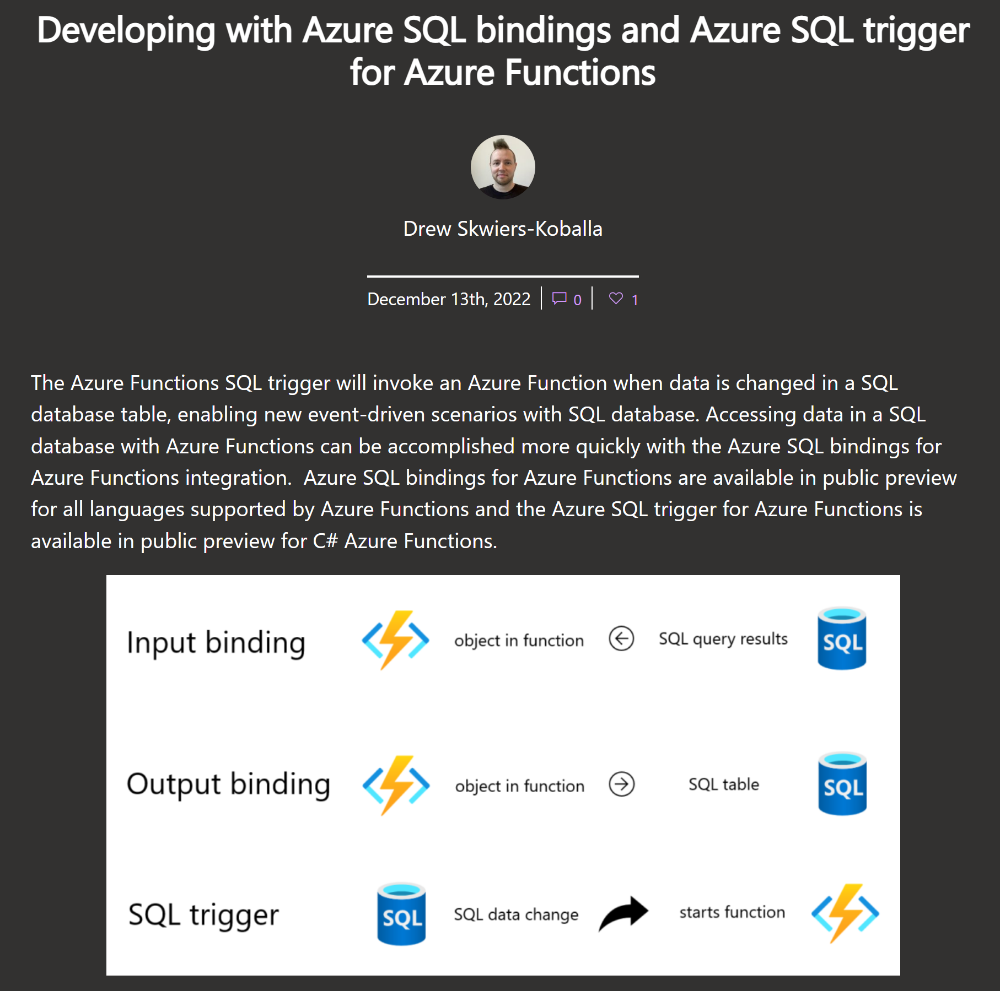 Developing with Azure SQL bindings and Azure SQL trigger
for Azure Functions
Drew Skwiers-Koballa
December 13th, 2022 0 1
The Azure Functions SQL trigger will invoke an Azure Function when data is changed in a SQL
database table, enabling new event-driven scenarios with SQL database. Accessing data in a SQL
database with Azure Functions can be accomplished more quickly with the Azure SQL bindings for
Azure Functions integration.  Azure SQL bindings for Azure Functions are available in public preview
for all languages supported by Azure Functions and the Azure SQL trigger for Azure Functions is
available in public preview for C# Azure Functions.
Input binding object in function SQL query results SQL
Output binding object in function SQL table SQL
SQL trigger SQL SQL data change starts function